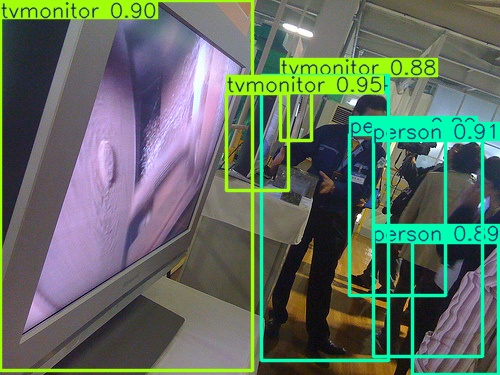 tvmonitor 0.90
tvmonitor 0.88
tvmonitor 0.95
person 0.91
person 0.89